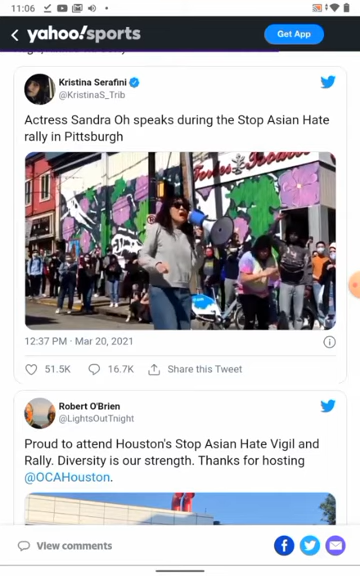 11:06
yahoo!sports
Get App
Kristina Serafini
@KristinaS_Trib
Actress Sandra Oh speaks during the Stop Asian Hate
rally in Pittsburgh
12:37 PM · Mar 20, 2021
51.5K
16.7K
Share this Tweet
Robert O'Brien
@LightsOutTnight
Proud to attend Houston's Stop Asian Hate Vigil and
Rally. Diversity is our strength. Thanks for hosting
@OCAHouston.
View comments